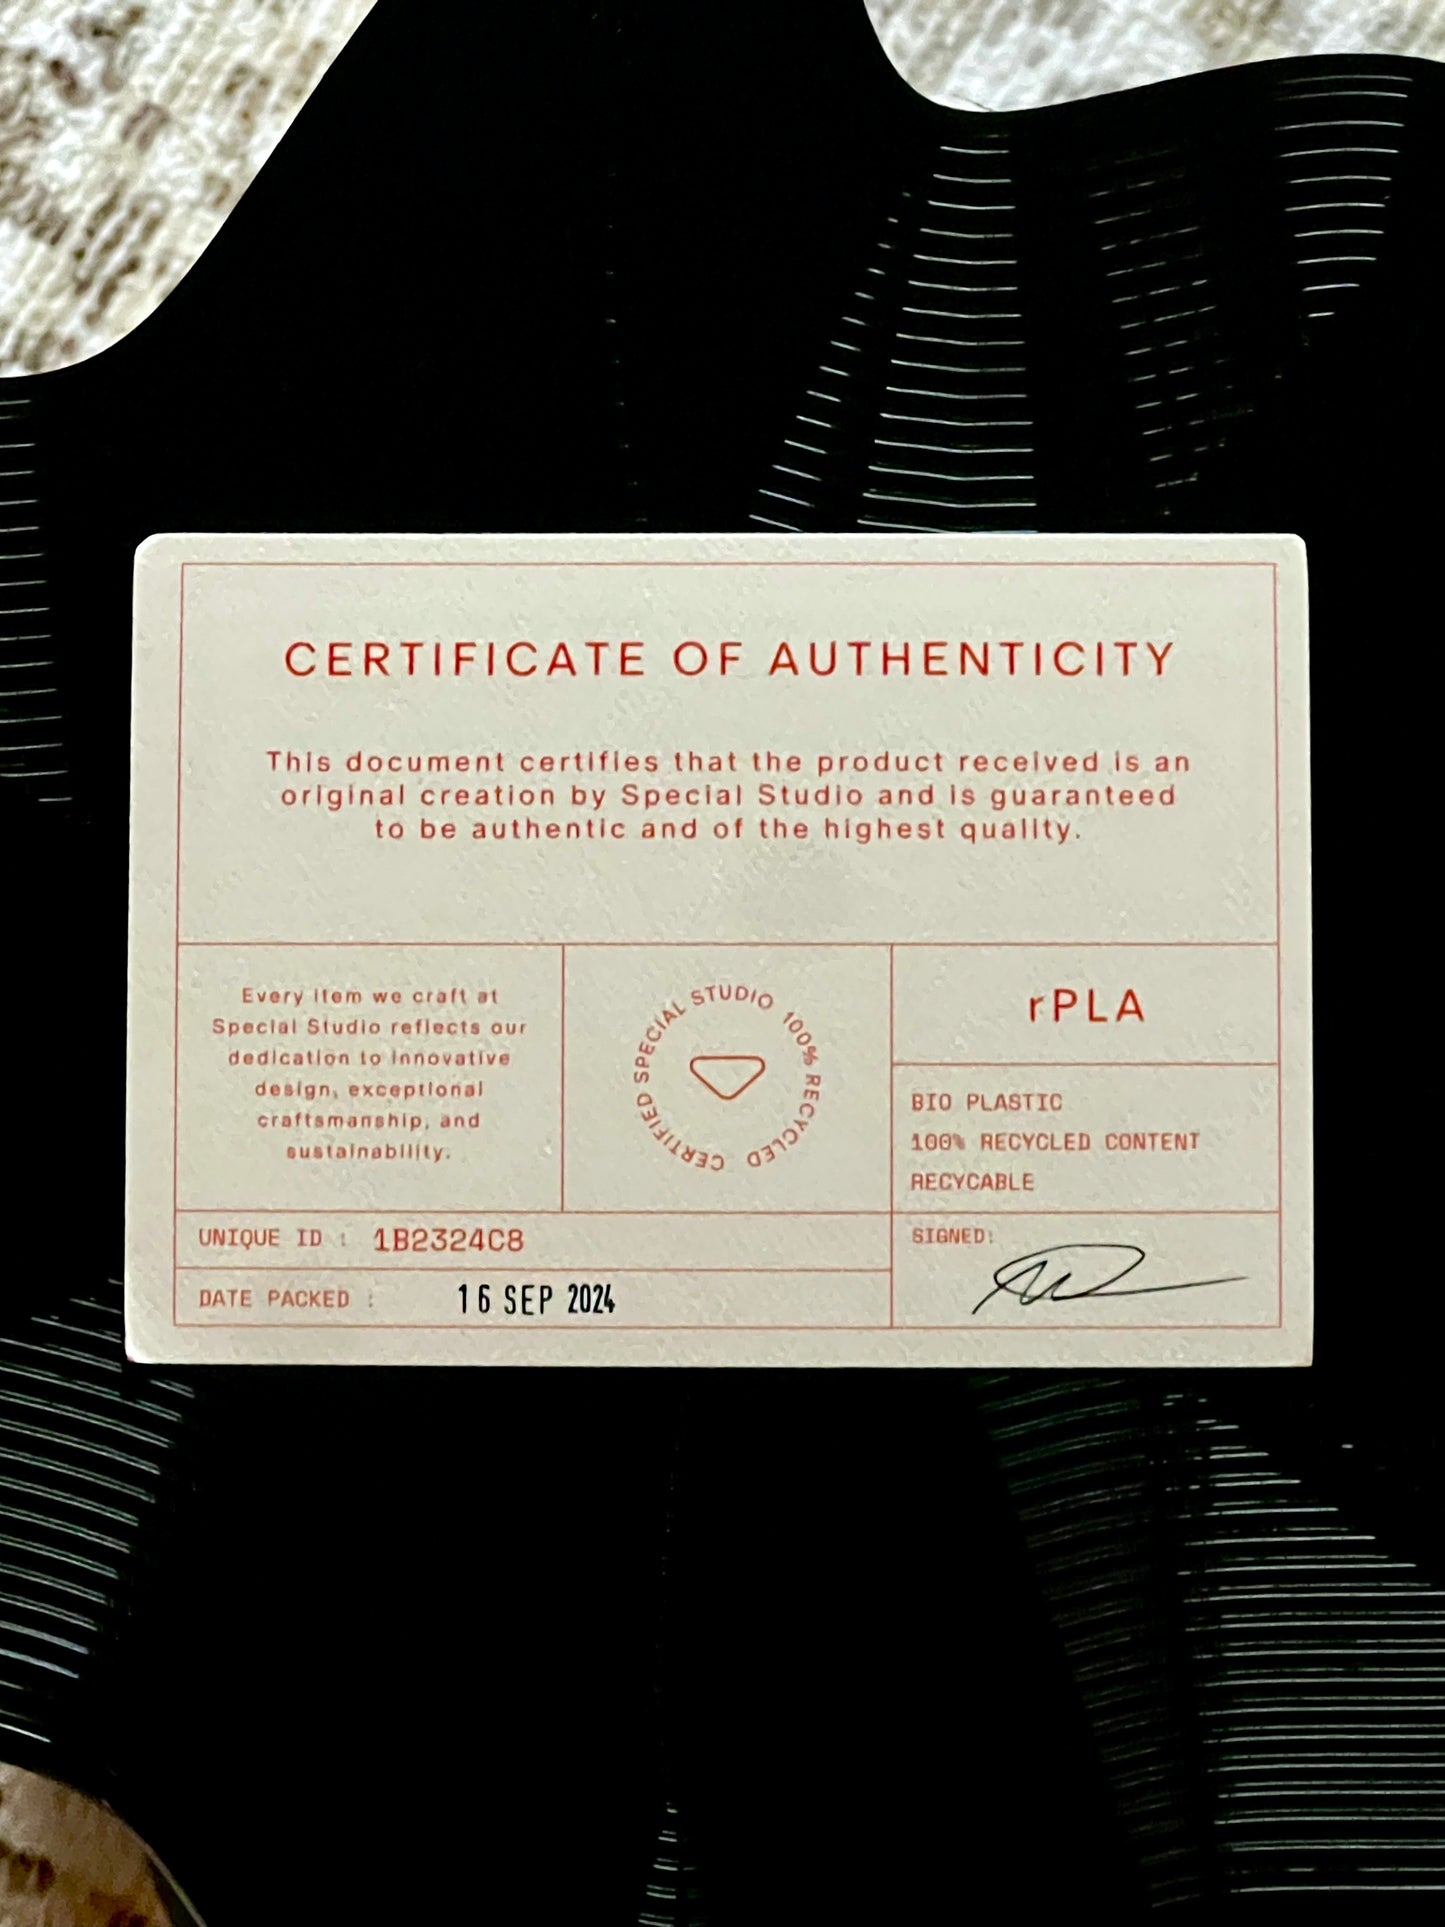 CERTIFICATE OF AUTHENTICITY
This document certifies that the product received is an
original creation by Special Studio and is guaranteed
to be authentic and of the highest quality.
Every item we craft at
Special Studio reflects our
dedication to innovative
design, exceptional
craftsmanship, and
sustainability.
CERTIFIED SPECIAL STUDIO 100% RECYCLED
rPLA
BIO PLASTIC
100% RECYCLED CONTENT
RECYCABLE
UNIQUE ID : 1B2324C8
DATE PACKED : 16 SEP 2024
SIGNED: